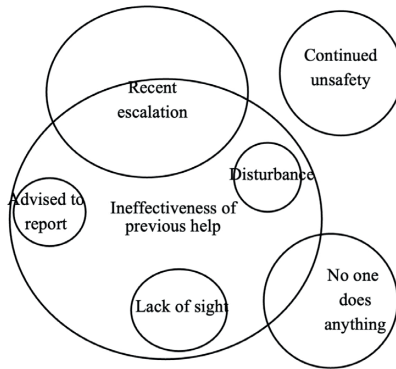 Continued
unsafety
Recent
escalation
Disturbance
Advised to
report
Ineffectiveness of
previous help
No one
does
anything
Lack of sight